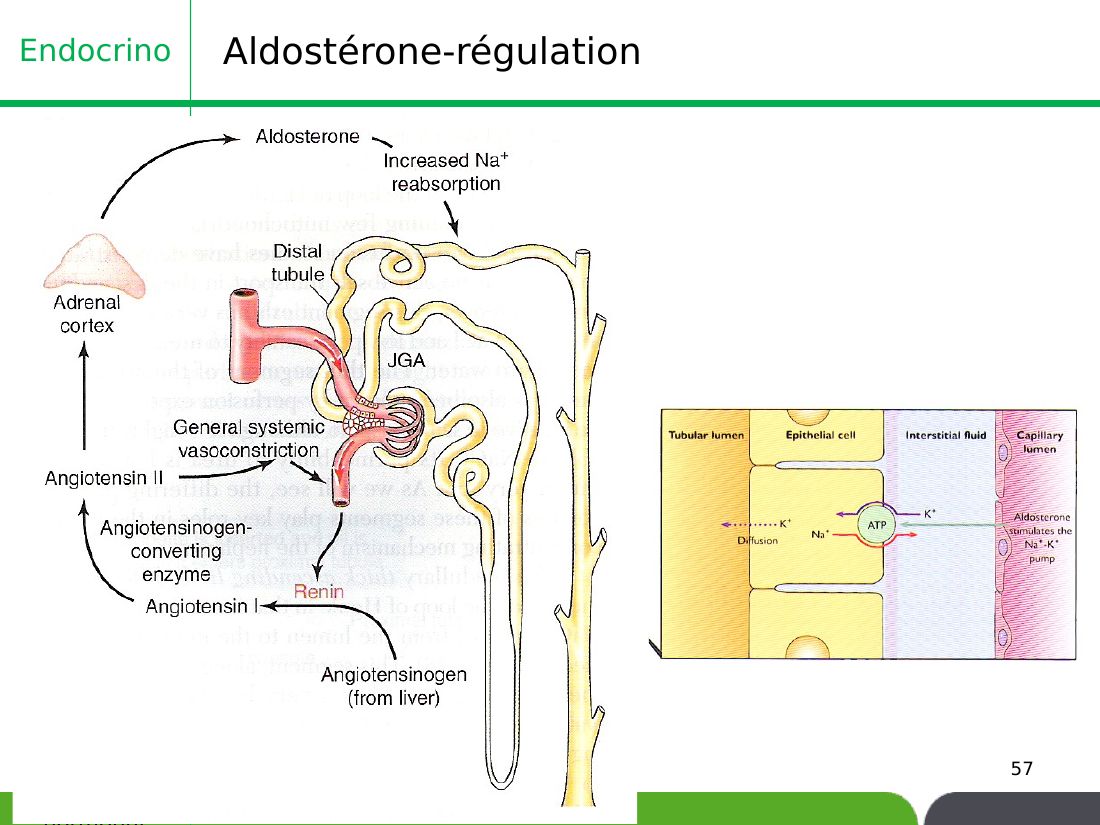 Endocrino
Aldostérone-régulation
Aldosterone
Increased Na+
reabsorption
Distal
tubule
Adrenal
cortex
JGA
General systemic
vasoconstriction
Angiotensin II
Angiotensinogen-
converting
enzyme
Renin
Angiotensin I
Angiotensinogen
(from liver)
Tubular lumen
Epithelial cell
Interstitial fluid
Capillary
lumen
K+
K+
ATP
Na+
Diffusion
Aldosterone
stimulates the
Na+-K+
pump
57